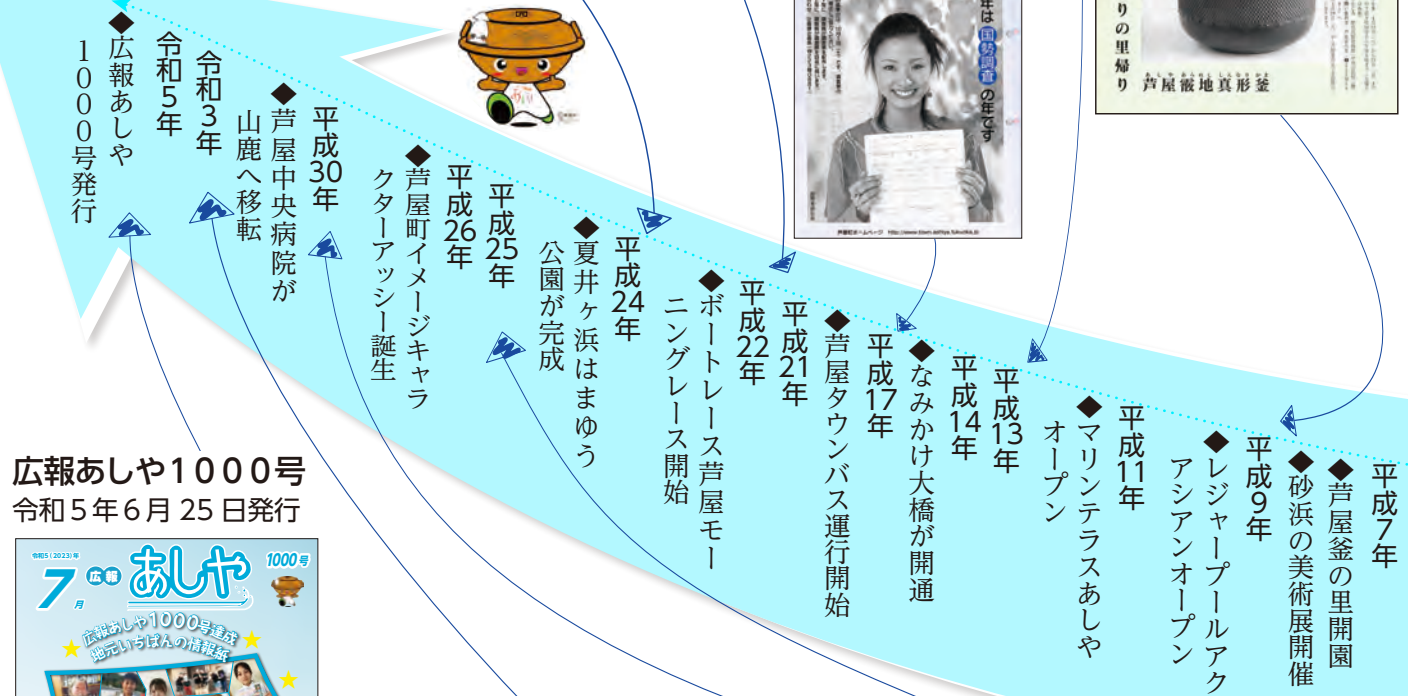 平成7年
◆芦屋釜の里開園
◆砂浜の美術展開催
平成9年
◆レジャープールアク
アシアンオープン
平成11年
◆マリンテラスあしや
オープン
平成13年
平成14年
◆なみかけ大橋が開通
平成17年
◆芦屋タウンバス運行開始
平成21年
平成22年
◆ボートレース芦屋モー
ニングレース開始
平成24年
◆夏井ヶ浜はまゆう
公園が完成
平成25年
平成26年
◆芦屋町イメージキャラ
クターアッシー誕生
平成30年
◆芦屋中央病院が
山鹿へ移転
令和3年
令和5年
◆広報あしや
1000号発行
りの里帰り
芦屋霰地真形釜
年は国勢調査の年です
広報あしや1000号
令和5年6月25日発行
令和5(2023)年
7月
広報
あしや
1000号
広報あしや1000号達成
地元いちばんの情報紙